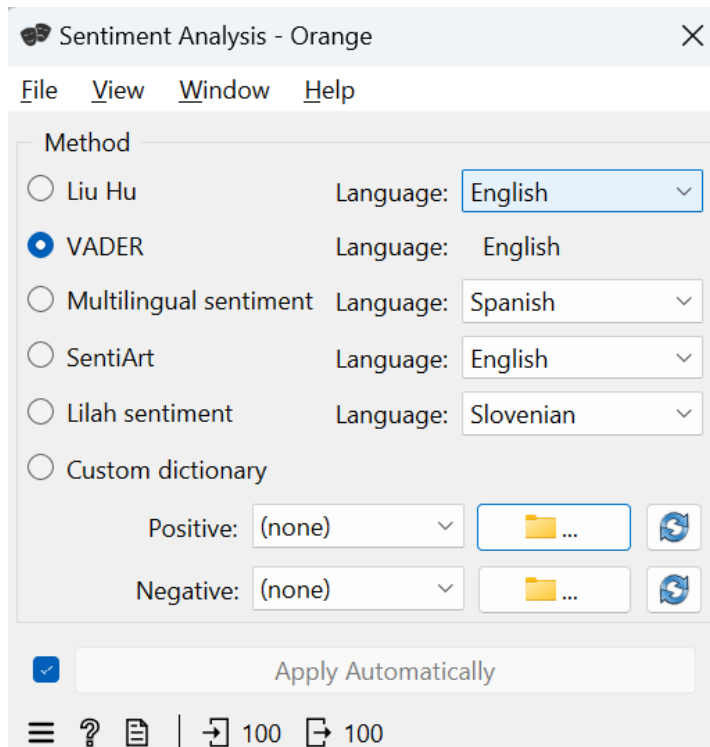 Sentiment Analysis - Orange
File View Window Help
Method
Liu Hu Language: English
VADER Language: English
Multilingual sentiment Language: Spanish
SentiArt Language: English
Lilah sentiment Language: Slovenian
Custom dictionary
Positive: (none) ...
Negative: (none) ...
Apply Automatically
? 100 100